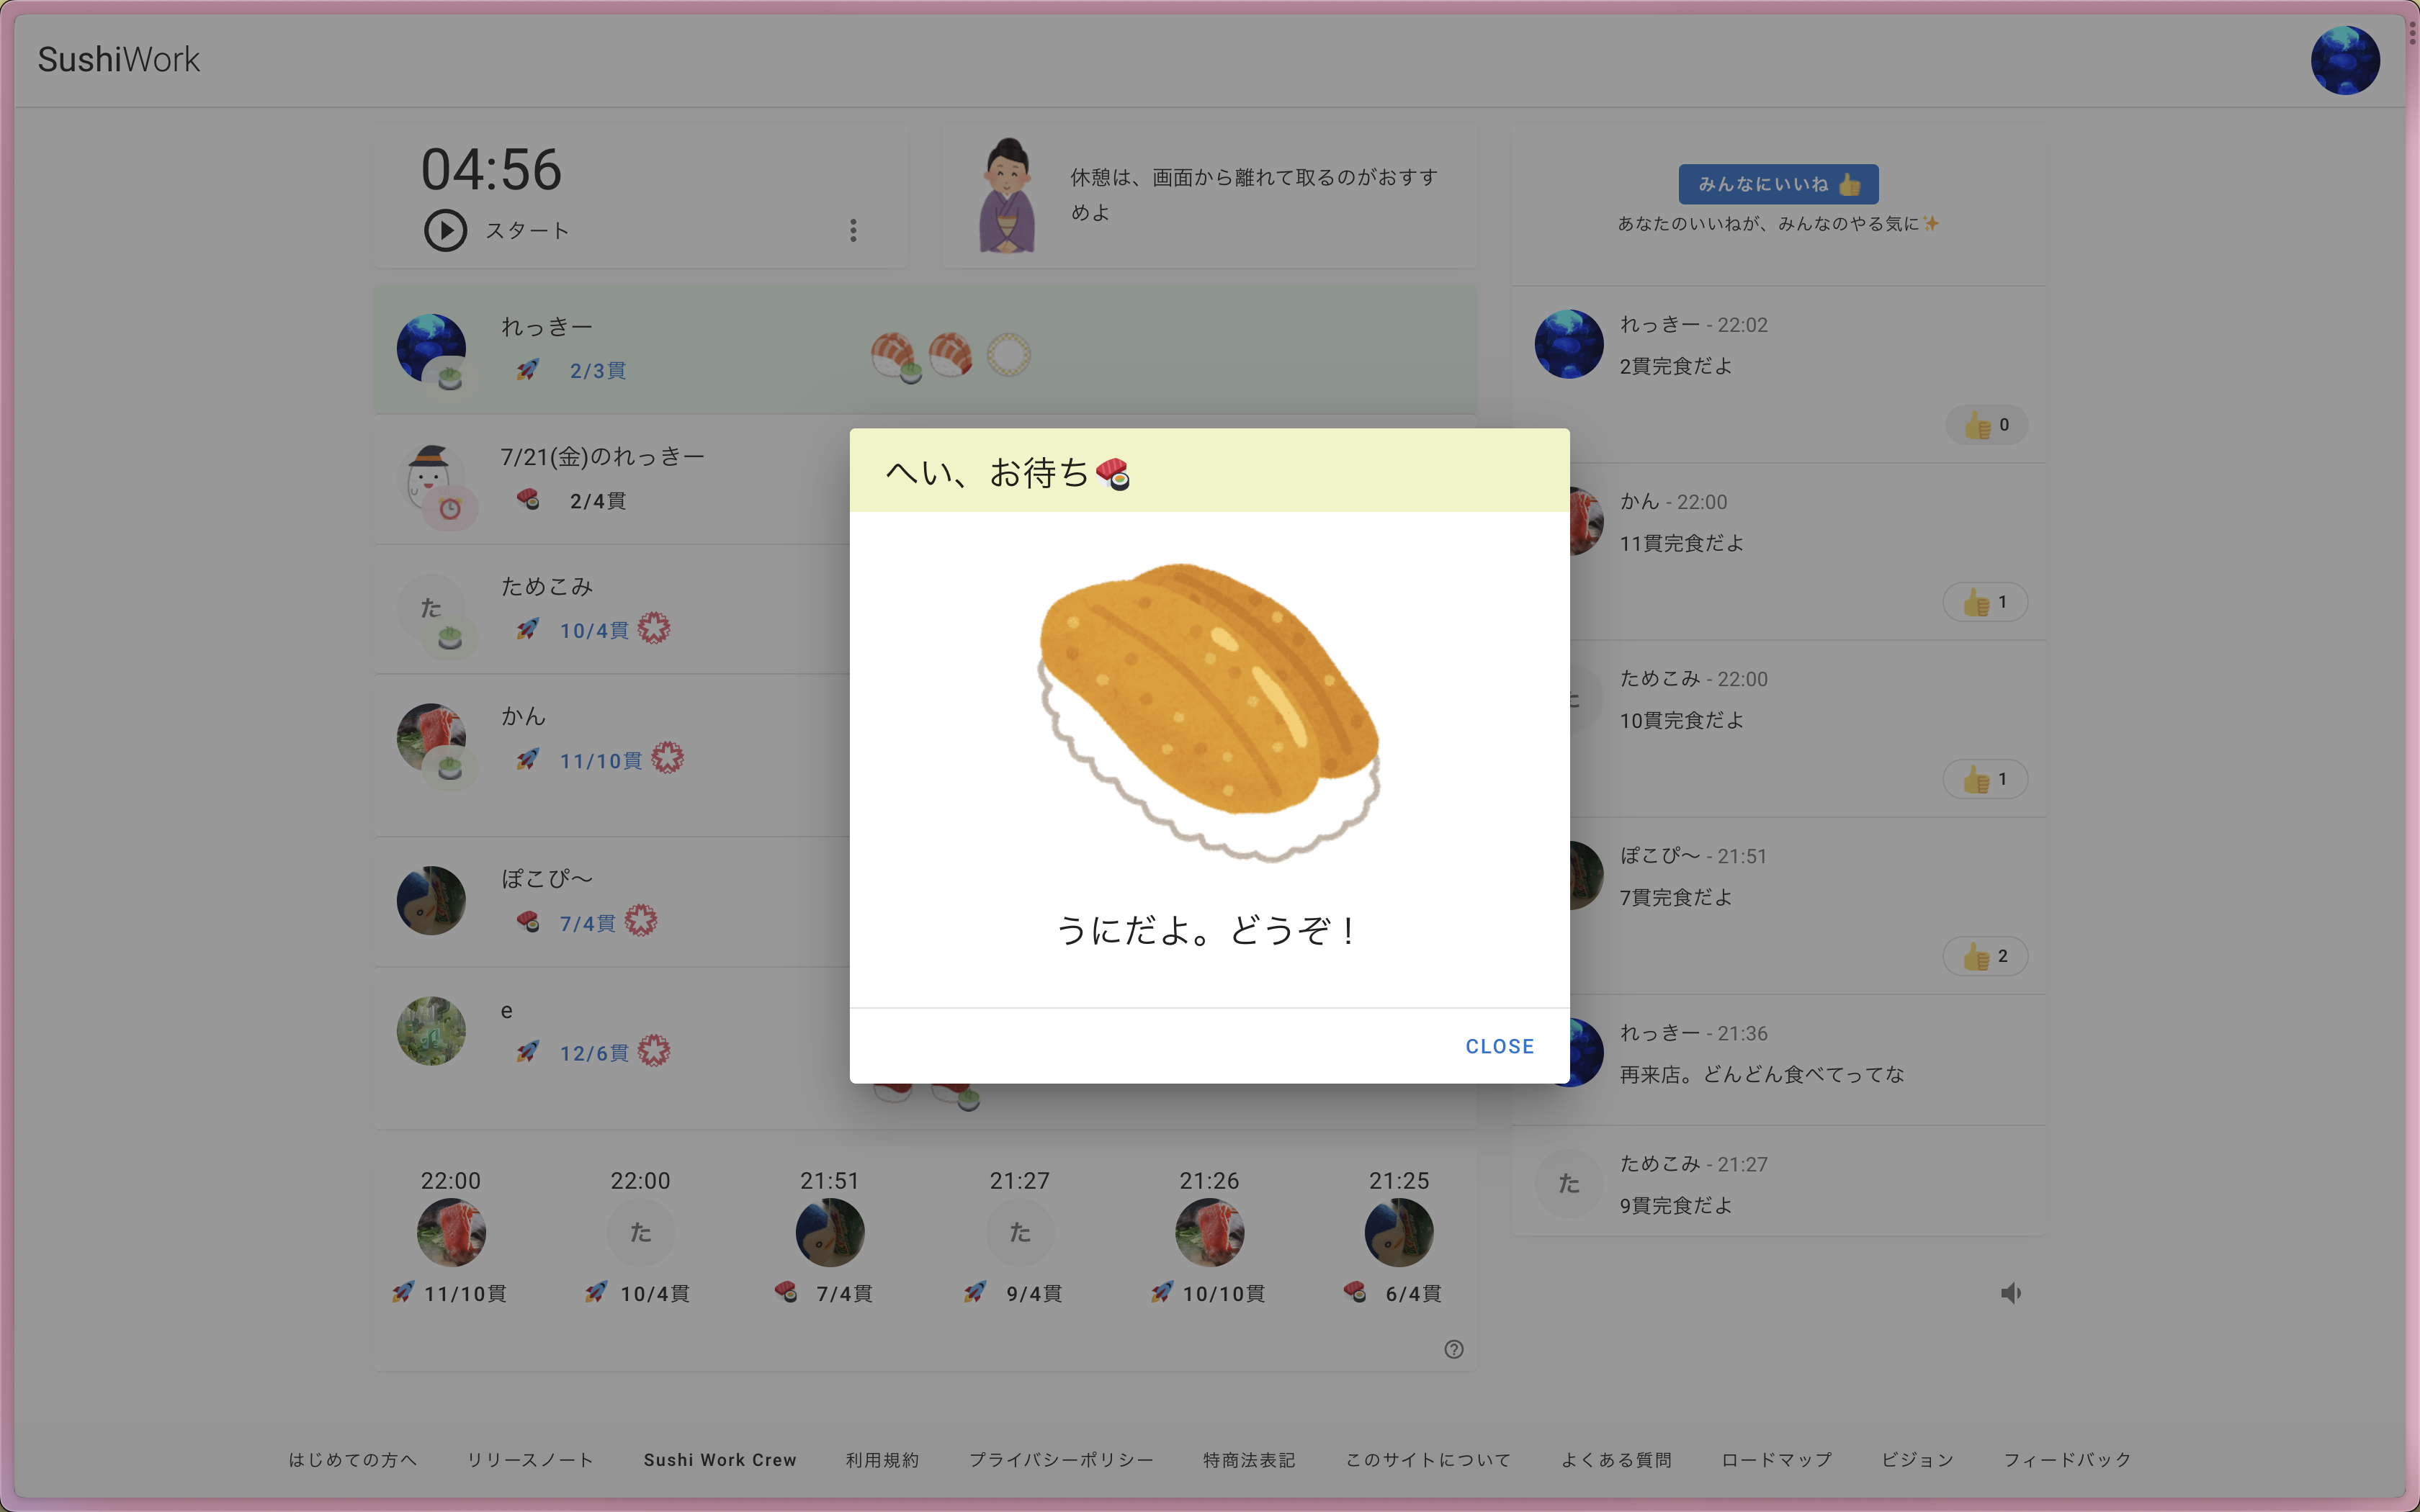 SushiWork
04:56
スタート
休憩は、画面から離れて取るのがおすす
めよ
みんなにいいね
あなたのいいねが、みんなのやる気に✨
れっきー
2/3貫
7/21(金)のれっきー
2/4貫
た
ためこみ
10/4貫
かん
11/10貫
ぽこぴ〜
7/4貫
e
12/6貫
へい、お待ち🍣
うにだよ。どうぞ！
CLOSE
れっきー - 22:02
2貫完食だよ
0
かん - 22:00
11貫完食だよ
1
ためこみ - 22:00
10貫完食だよ
1
ぽこぴ〜 - 21:51
7貫完食だよ
2
れっきー - 21:36
再来店。どんどん食べてってな
た
ためこみ - 21:27
9貫完食だよ
22:00 22:00 21:51 21:27 21:26 21:25
た た
11/10貫 10/4貫 7/4貫 9/4貫 10/10貫 6/4貫
はじめての方へ リリースノート Sushi Work Crew 利用規約 プライバシーポリシー 特商法表記 このサイトについて よくある質問 ロードマップ ビジョン フィードバック